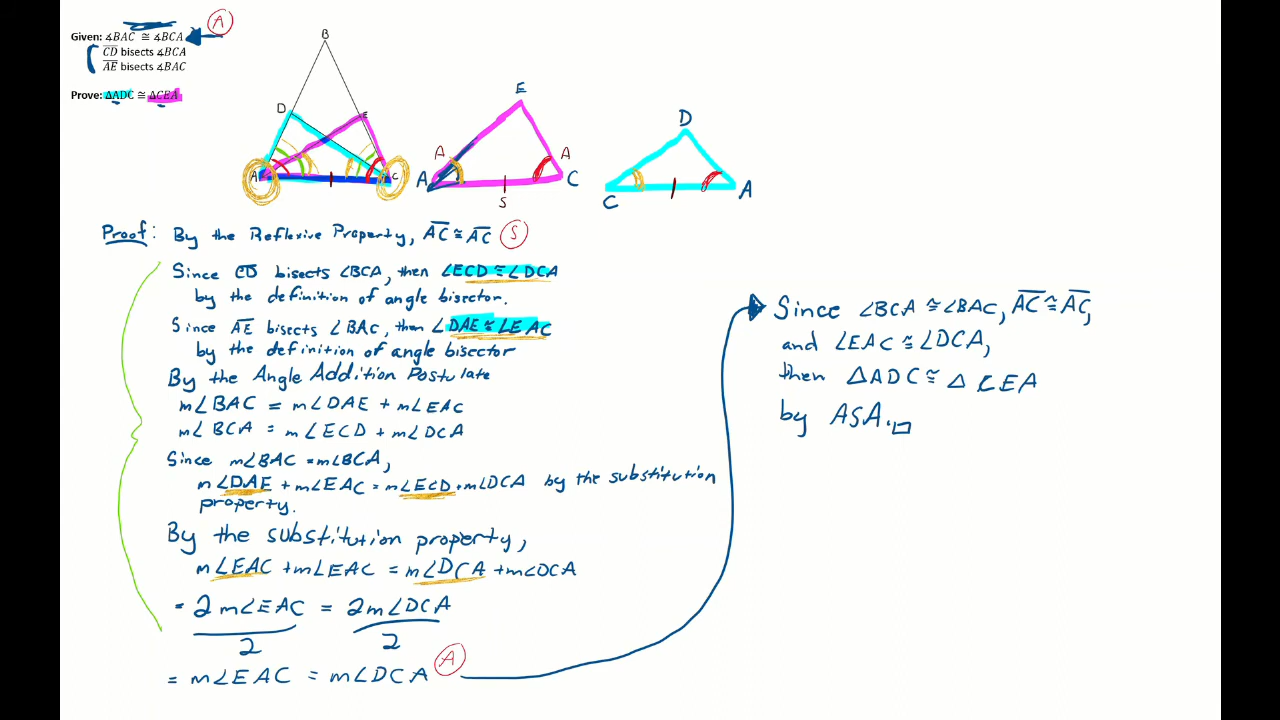 Given: ∡BAC ≅ ∡BCA
A
CD bisects ∡BCA
AE bisects ∡BAC
Prove: ΔADC ≅ ΔCEA
B
D
E
A
C
E
A
A
A
C
S
D
C
A
Proof: By the Reflexive Property, AC ≅ AC S
Since CD bisects ∠BCA, then ∠ECD ≅ ∠DCA
by the definition of angle bisector.
Since AE bisects ∠BAC, then ∠DAE ≅ ∠EAC
by the definition of angle bisector
By the Angle Addition Postulate
m∠BAC = m∠DAE + m∠EAC
m∠BCA = m∠ECD + m∠DCA
Since m∠BAC = m∠BCA,
m∠DAE + m∠EAC = m∠ECD + m∠DCA by the substitution
property.
By the substitution property,
m∠EAC + m∠EAC = m∠DCA + m∠DCA
= 2m∠EAC = 2m∠DCA
2 2
= m∠EAC = m∠DCA A
Since ∠BCA ≅ ∠BAC, AC ≅ AC,
and ∠EAC ≅ ∠DCA,
then ΔADC ≅ Δ CEA
by ASA. □